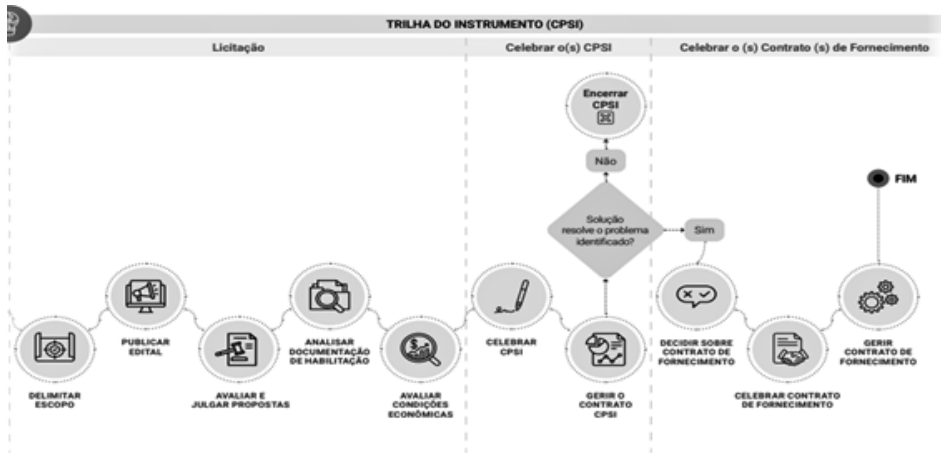 TRILHA DO INSTRUMENTO (CPSI)
Licitação
Celebrar o(s) CPSI
Celebrar o (s) Contrato (s) de Fornecimento
Encerrar
CPSI
Não
Solução
resolve o problema
identificado?
Sim
FIM
DELIMITAR
ESCOPO
PUBLICAR
EDITAL
AVALIAR E
JULGAR PROPOSTAS
ANALISAR
DOCUMENTAÇÃO
DE HABILITAÇÃO
AVALIAR
CONDIÇÕES
ECONÔMICAS
CELEBRAR
CPSI
GERIR O
CONTRATO
CPSI
DECIDIR SOBRE
CONTRATO DE
FORNECIMENTO
CELEBRAR CONTRATO
DE FORNECIMENTO
GERIR
CONTRATO DE
FORNECIMENTO